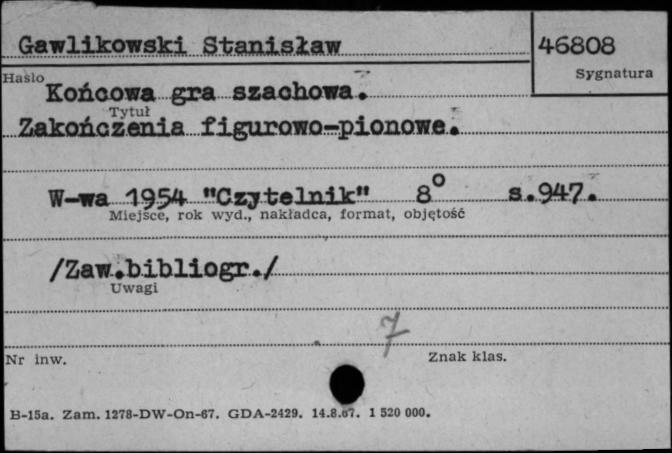 Gawlikowski Stanisław 46808
Hasło Sygnatura
Końcowa gra szachowa.
Tytuł
Zakończenia figurowo-pionowe.
W-wa 1954 "Czytelnik" 8° s.947.
Miejsce, rok wyd., nakładca, format, objętość
/Zaw.bibliogr./
Uwagi
7
Nr inw. Znak klas.
B-15a. Zam. 1278-DW-On-67. GDA-2429. 14.8.67. 1 520 000.